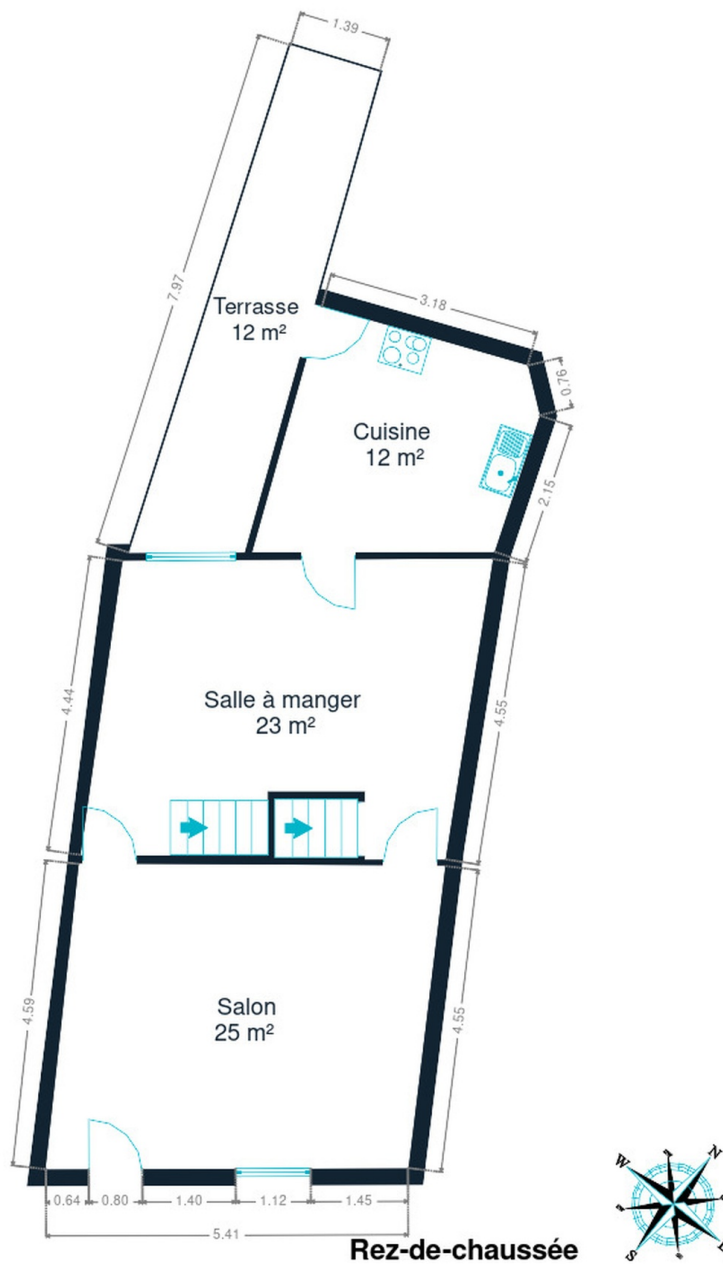 1.39
7.97
Terrasse
12 m²
3.18
0.76
Cuisine
12 m²
2.15
4.44
Salle à manger
23 m²
4.55
4.59
Salon
25 m²
4.55
0.64 0.80 1.40 1.12 1.45
5.41
Rez-de-chaussée
N
W
S